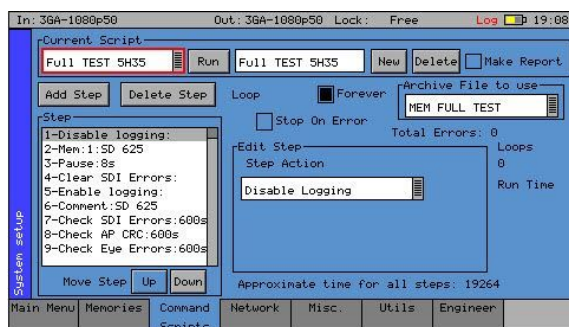 In: 3GA-1080p50 Out: 3GA-1080p50 Lock: Free Log 19:08
Current Script
Full TEST 5H35 Run Full TEST 5H35 New Delete Make Report
Add Step Delete Step Loop Forever Archive File to use
MEM FULL TEST
Stop On Error
Total Errors: 0
Step
1-Disable logging:
2-Mem:1:SD 625
3-Pause:8s
4-Clear SDI Errors:
5-Enable logging:
6-Comment:SD 625
7-Check SDI Errors:600s
8-Check AP CRC:600s
9-Check Eye Errors:600s
Edit Step
Step Action
Disable Logging
Loops
0
Run Time
Move Step Up Down
Approximate time for all steps: 19264
System setup
Main Menu Memories Command Scripts Network Misc. Utils Engineer